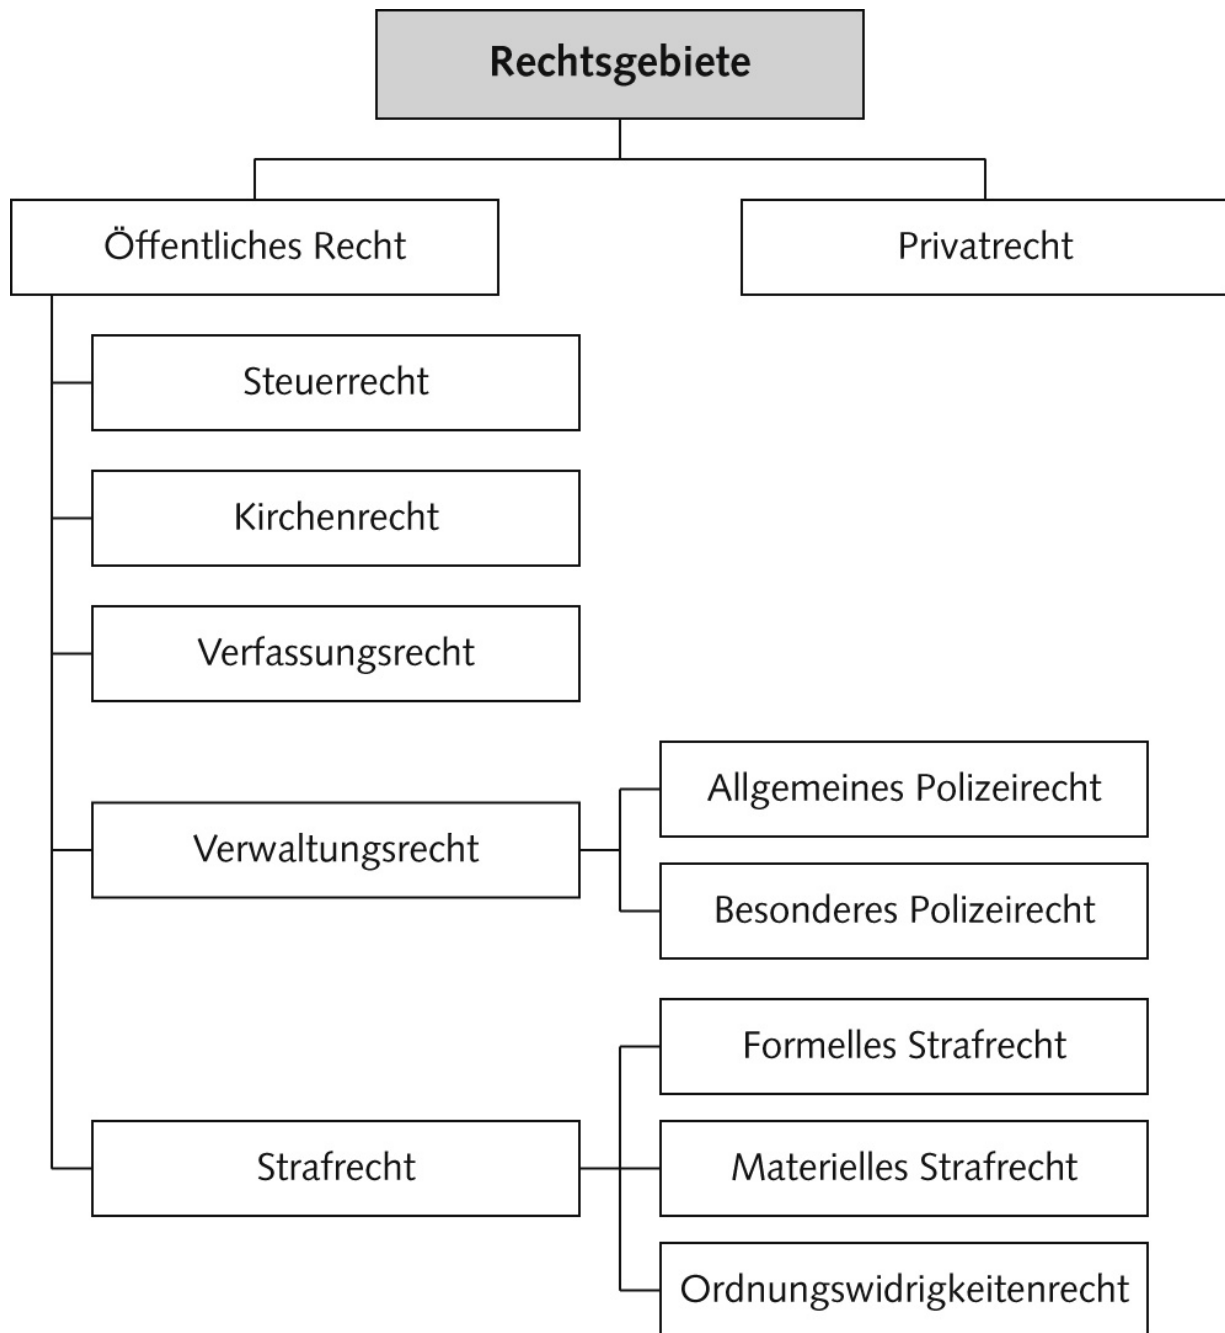 Rechtsgebiete
Öffentliches Recht
Privatrecht
Steuerrecht
Kirchenrecht
Verfassungsrecht
Verwaltungsrecht
Allgemeines Polizeirecht
Besonderes Polizeirecht
Strafrecht
Formelles Strafrecht
Materielles Strafrecht
Ordnungswidrigkeitenrecht